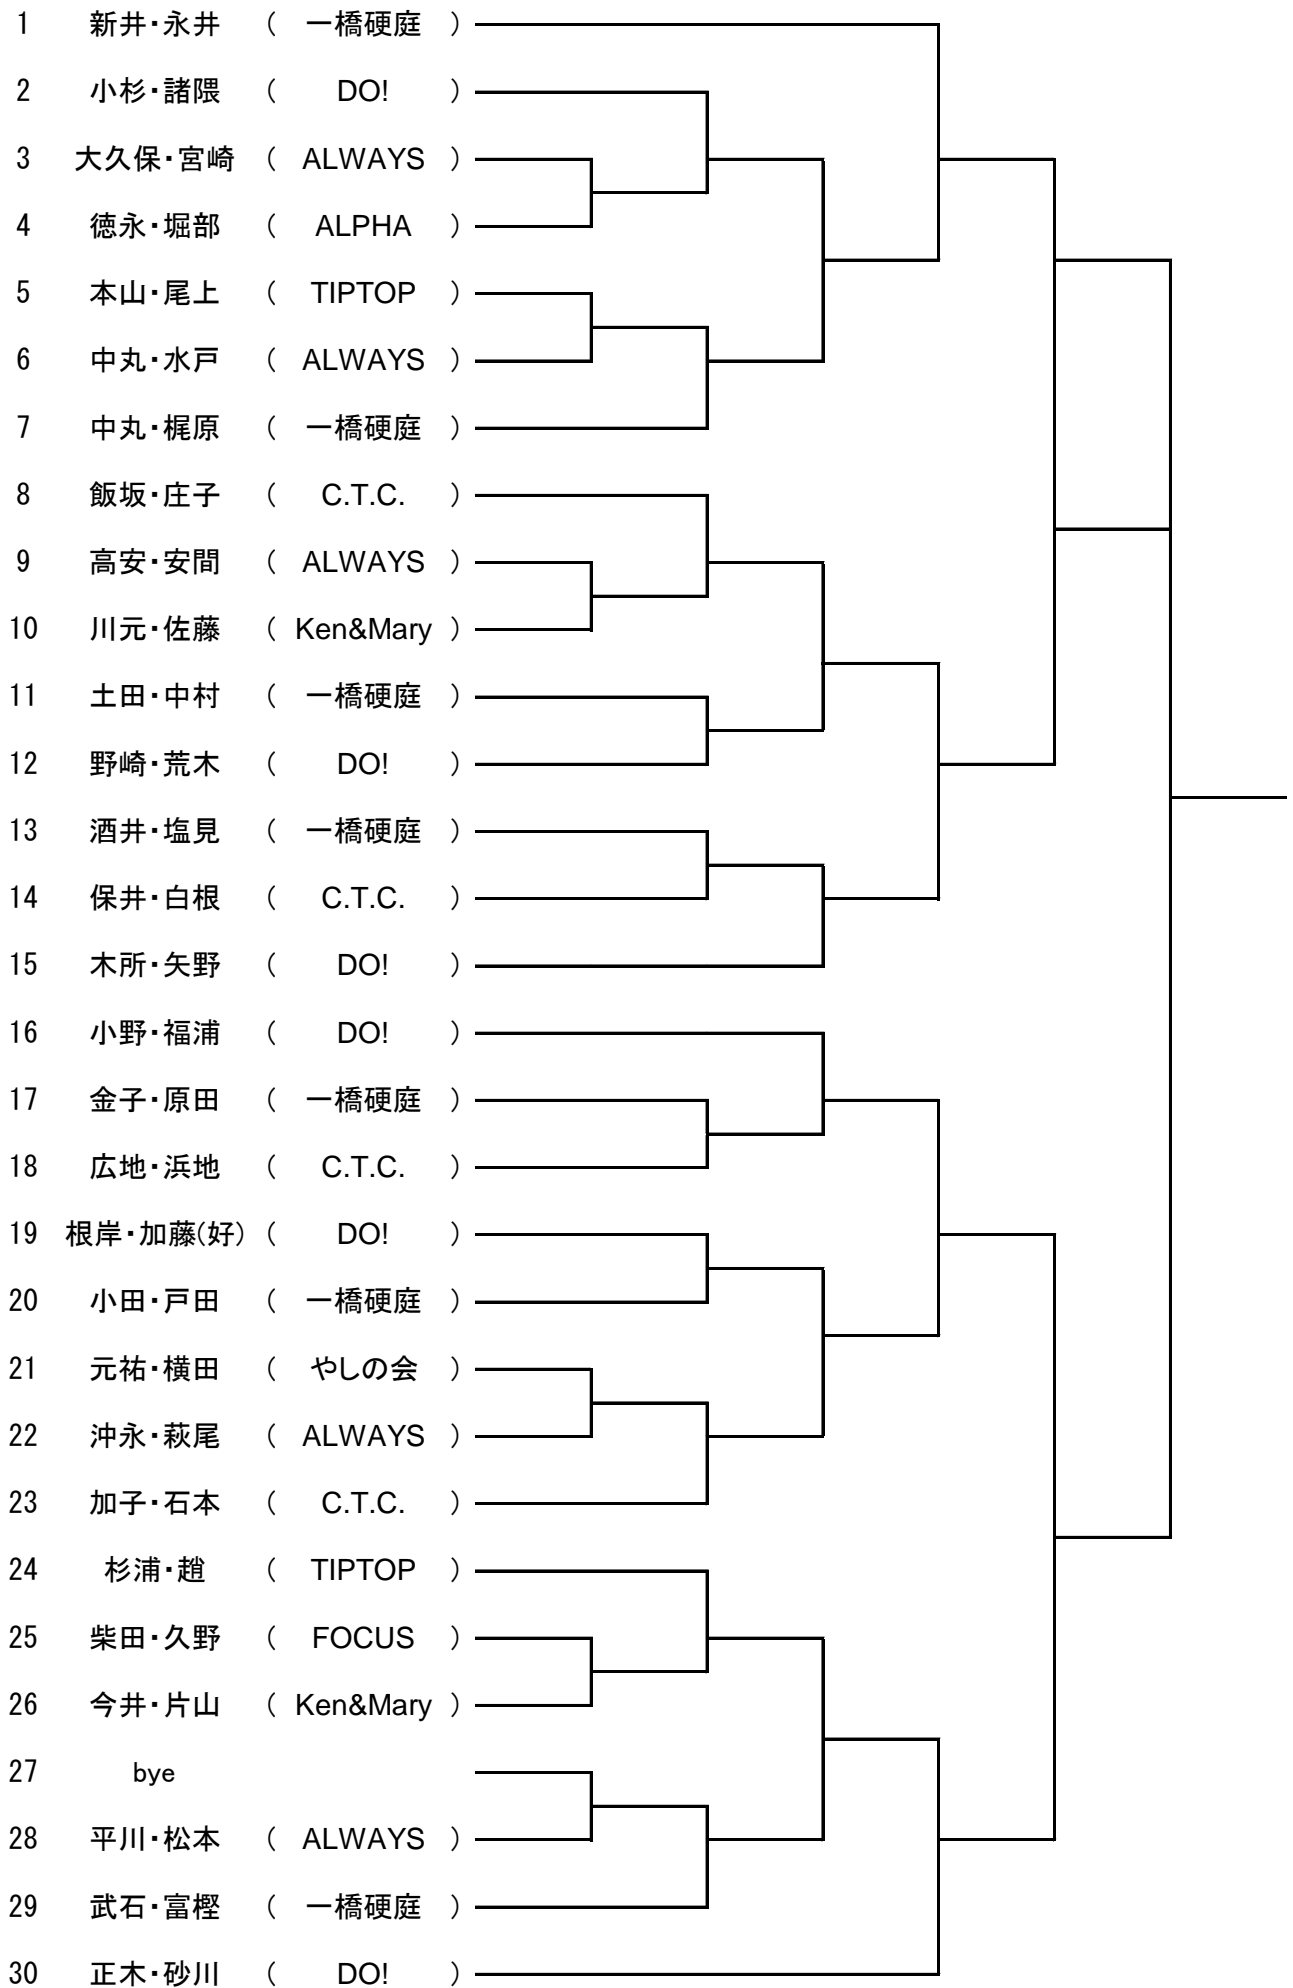 1 新井・永井 ( 一橋硬庭 )
2 小杉・諸隈 ( DO! )
3 大久保・宮崎 ( ALWAYS )
4 徳永・堀部 ( ALPHA )
5 本山・尾上 ( TIPTOP )
6 中丸・水戸 ( ALWAYS )
7 中丸・梶原 ( 一橋硬庭 )
8 飯坂・庄子 ( C.T.C. )
9 高安・安間 ( ALWAYS )
10 川元・佐藤 ( Ken&Mary )
11 土田・中村 ( 一橋硬庭 )
12 野崎・荒木 ( DO! )
13 酒井・塩見 ( 一橋硬庭 )
14 保井・白根 ( C.T.C. )
15 木所・矢野 ( DO! )
16 小野・福浦 ( DO! )
17 金子・原田 ( 一橋硬庭 )
18 広地・浜地 ( C.T.C. )
19 根岸・加藤(好) ( DO! )
20 小田・戸田 ( 一橋硬庭 )
21 元祐・横田 ( やしの会 )
22 沖永・萩尾 ( ALWAYS )
23 加子・石本 ( C.T.C. )
24 杉浦・趙 ( TIPTOP )
25 柴田・久野 ( FOCUS )
26 今井・片山 ( Ken&Mary )
27 bye
28 平川・松本 ( ALWAYS )
29 武石・富樫 ( 一橋硬庭 )
30 正木・砂川 ( DO! )